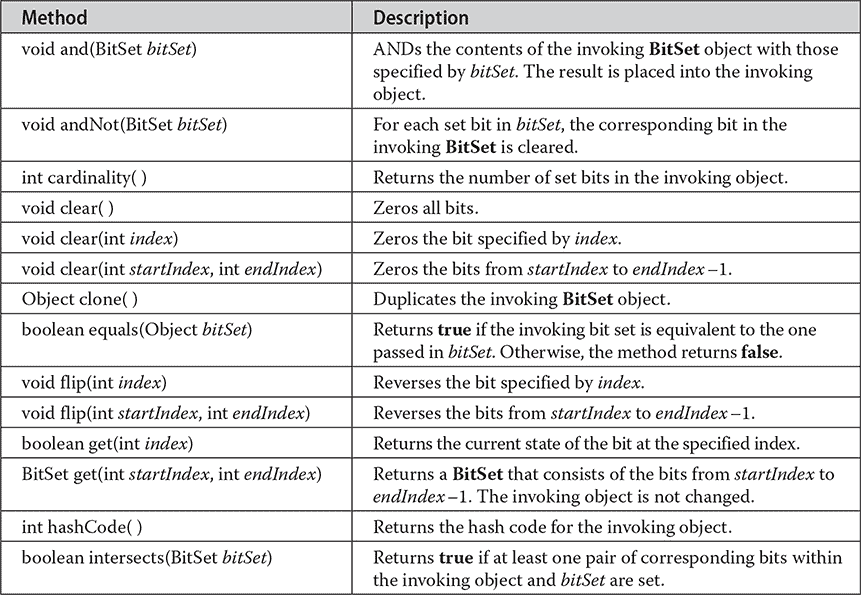 Method Description
void and(BitSet bitSet) ANDs the contents of the invoking BitSet object with those
specified by bitSet. The result is placed into the invoking
object.
void andNot(BitSet bitSet) For each set bit in bitSet, the corresponding bit in the
invoking BitSet is cleared.
int cardinality( ) Returns the number of set bits in the invoking object.
void clear( ) Zeros all bits.
void clear(int index) Zeros the bit specified by index.
void clear(int startIndex, int endIndex) Zeros the bits from startIndex to endIndex –1.
Object clone( ) Duplicates the invoking BitSet object.
boolean equals(Object bitSet) Returns true if the invoking bit set is equivalent to the one
passed in bitSet. Otherwise, the method returns false.
void flip(int index) Reverses the bit specified by index.
void flip(int startIndex, int endIndex) Reverses the bits from startIndex to endIndex –1.
boolean get(int index) Returns the current state of the bit at the specified index.
BitSet get(int startIndex, int endIndex) Returns a BitSet that consists of the bits from startIndex to
endIndex –1. The invoking object is not changed.
int hashCode( ) Returns the hash code for the invoking object.
boolean intersects(BitSet bitSet) Returns true if at least one pair of corresponding bits within
the invoking object and bitSet are set.